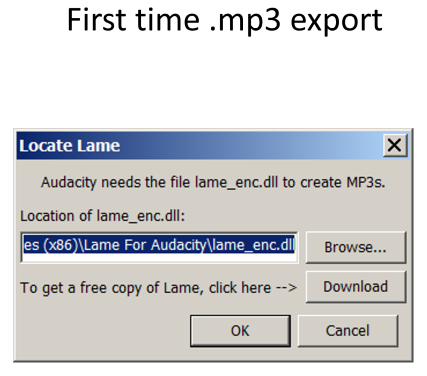 First time .mp3 export
Locate Lame
Audacity needs the file lame_enc.dll to create MP3s.
Location of lame_enc.dll:
es (x86)\Lame For Audacity\lame_enc.dll
Browse...
To get a free copy of Lame, click here -->
Download
OK
Cancel